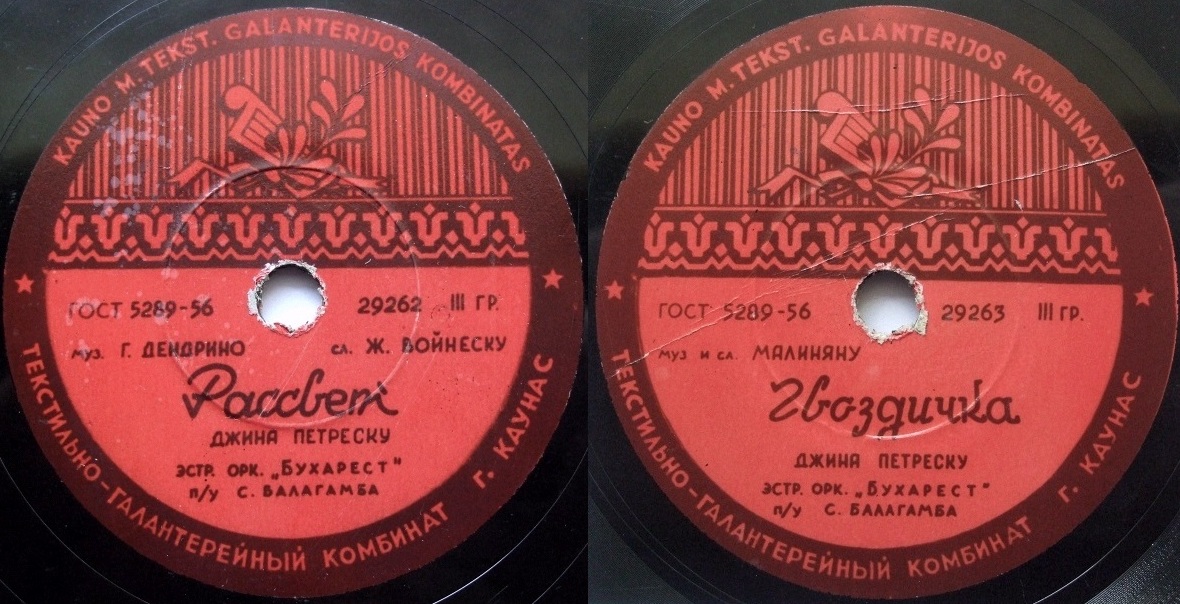 KAUNO M. TEKST. GALANTERIJOS KOMBINATAS
ГОСТ 5289-56 29262 III ГР.
муз. Г. ДЕНДРИНО сл. Ж. ВОЙНЕСКУ
Рассвет
ДЖИНА ПЕТРЕСКУ
ЭСТР. ОРК. „БУХАРЕСТ"
П/У С. ВАЛАГАМБА
ТЕКСТИЛЬНО-ГАЛАНТЕРЕЙНЫЙ КОМБИНАТ Г. КАУНАС
KAUNO M. TEKST. GALANTERIJOS KOMBINATAS
ГОСТ 5289-56 29263 III ГР.
муз и сл. МАЛИНЯНУ
Гвоздичка
ДЖИНА ПЕТРЕСКУ
ЭСТР. ОРК. „БУХАРЕСТ"
П/У С. БАЛАГАМБА
ТЕКСТИЛЬНО-ГАЛАНТЕРЕЙНЫЙ КОМБИНАТ Г. КАУНАС